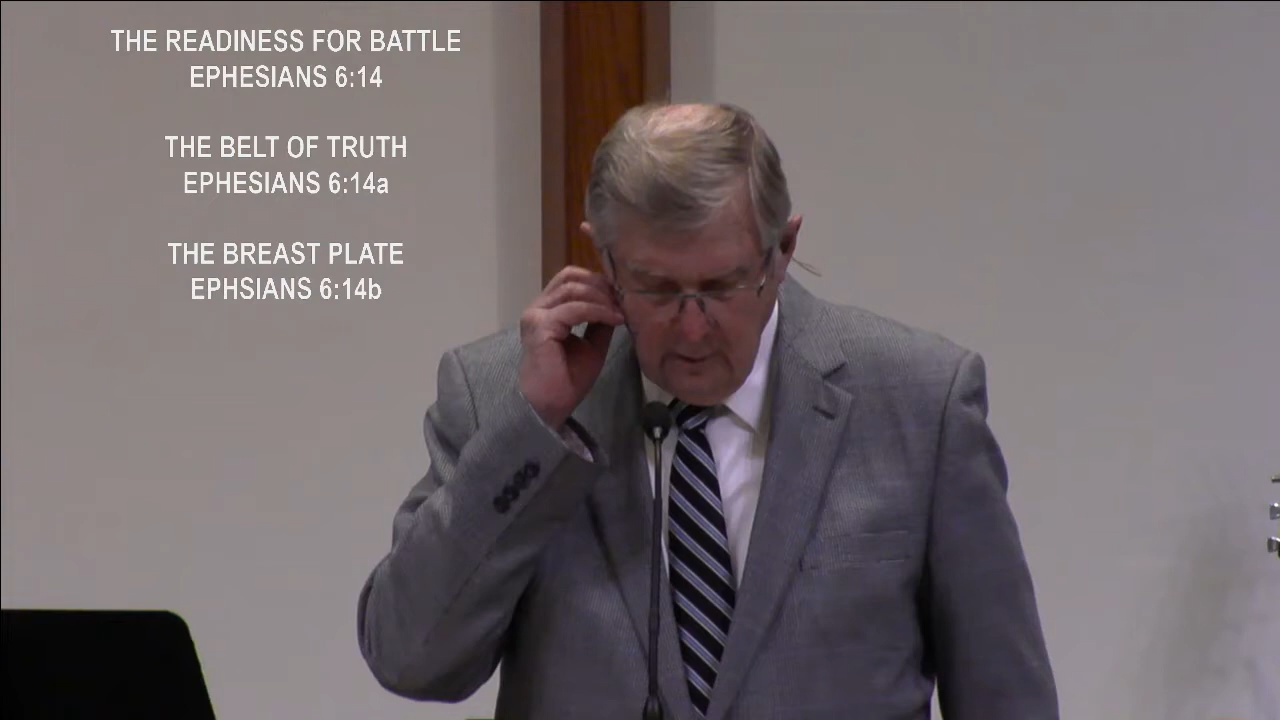 THE READINESS FOR BATTLE
EPHESIANS 6:14
THE BELT OF TRUTH
EPHESIANS 6:14a
THE BREAST PLATE
EPHSIANS 6:14b